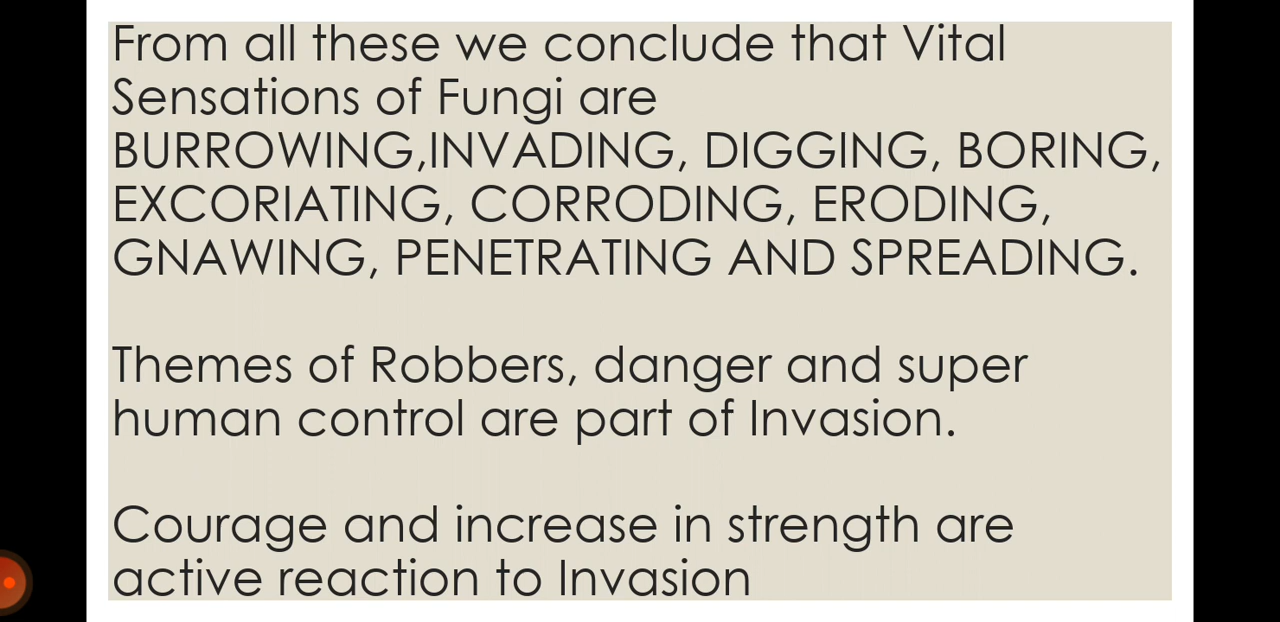 From all these we conclude that Vital
Sensations of Fungi are
BURROWING,INVADING, DIGGING, BORING,
EXCORIATING, CORRODING, ERODING,
GNAWING, PENETRATING AND SPREADING.
Themes of Robbers, danger and super
human control are part of Invasion.
Courage and increase in strength are
active reaction to Invasion